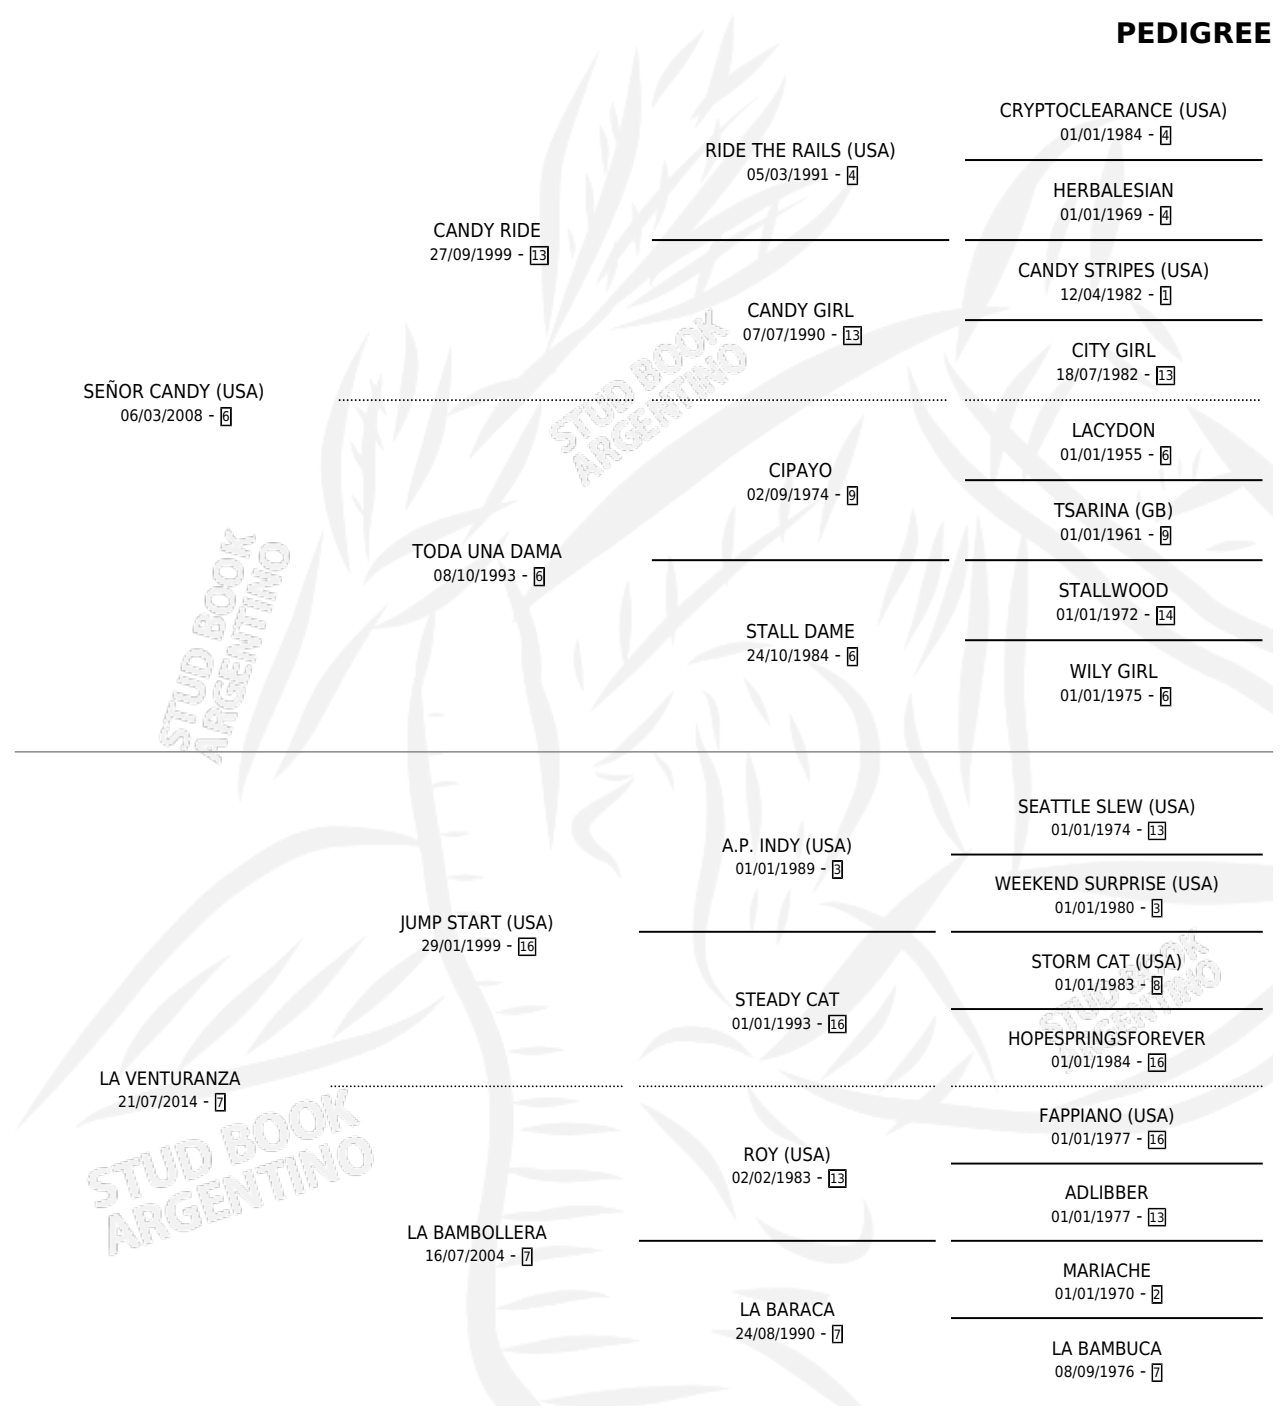 PEDIGREE
CRYPTOCLEARANCE (USA)
01/01/1984 - 4
RIDE THE RAILS (USA)
05/03/1991 - 4
HERBALESIAN
01/01/1969 - 4
CANDY RIDE
27/09/1999 - 13
CANDY STRIPES (USA)
12/04/1982 - 1
CANDY GIRL
07/07/1990 - 13
CITY GIRL
18/07/1982 - 13
SEÑOR CANDY (USA)
06/03/2008 - 6
STUD BOOK
ARGENTINO
LACYDON
01/01/1955 - 6
CIPAYO
02/09/1974 - 9
TSARINA (GB)
01/01/1961 - 9
TODA UNA DAMA
08/10/1993 - 6
STALLWOOD
01/01/1972 - 14
STALL DAME
24/10/1984 - 6
WILY GIRL
01/01/1975 - 6
STUD BOOK
ARGENTINO
SEATTLE SLEW (USA)
01/01/1974 - 13
A.P. INDY (USA)
01/01/1989 - 3
WEEKEND SURPRISE (USA)
01/01/1980 - 3
JUMP START (USA)
29/01/1999 - 16
STORM CAT (USA)
01/01/1983 - 8
STUD BOOK
ARGENTINO
STEADY CAT
01/01/1993 - 16
HOPESPRINGSFOREVER
01/01/1984 - 16
LA VENTURANZA
21/07/2014 - 7
STUD BOOK
ARGENTINO
FAPPIANO (USA)
01/01/1977 - 16
ROY (USA)
02/02/1983 - 13
ADLIBBER
01/01/1977 - 13
LA BAMBOLLERA
16/07/2004 - 7
MARIACHE
01/01/1970 - 2
LA BARACA
24/08/1990 - 7
LA BAMBUCA
08/09/1976 - 7